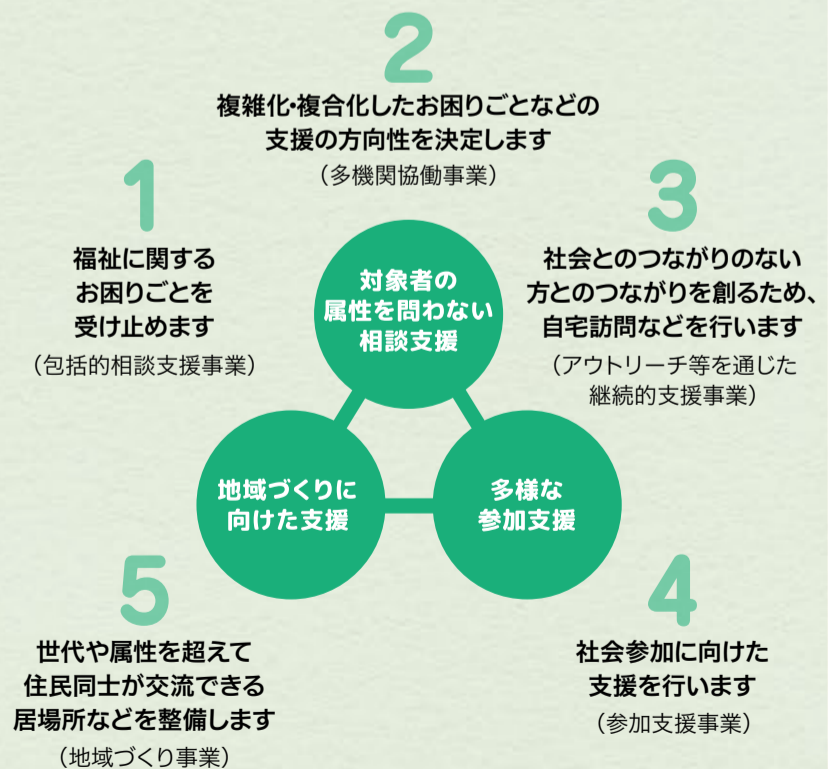 1
福祉に関する
お困りごとを
受け止めます
（包括的相談支援事業）
2
複雑化・複合化したお困りごとなどの
支援の方向性を決定します
（多機関協働事業）
3
社会とのつながりのない
方とのつながりを創るため、
自宅訪問などを行います
（アウトリーチ等を通じた
継続的支援事業）
対象者の
属性を問わない
相談支援
地域づくりに
向けた支援
多様な
参加支援
4
社会参加に向けた
支援を行います
（参加支援事業）
5
世代や属性を超えて
住民同士が交流できる
居場所などを整備します
（地域づくり事業）